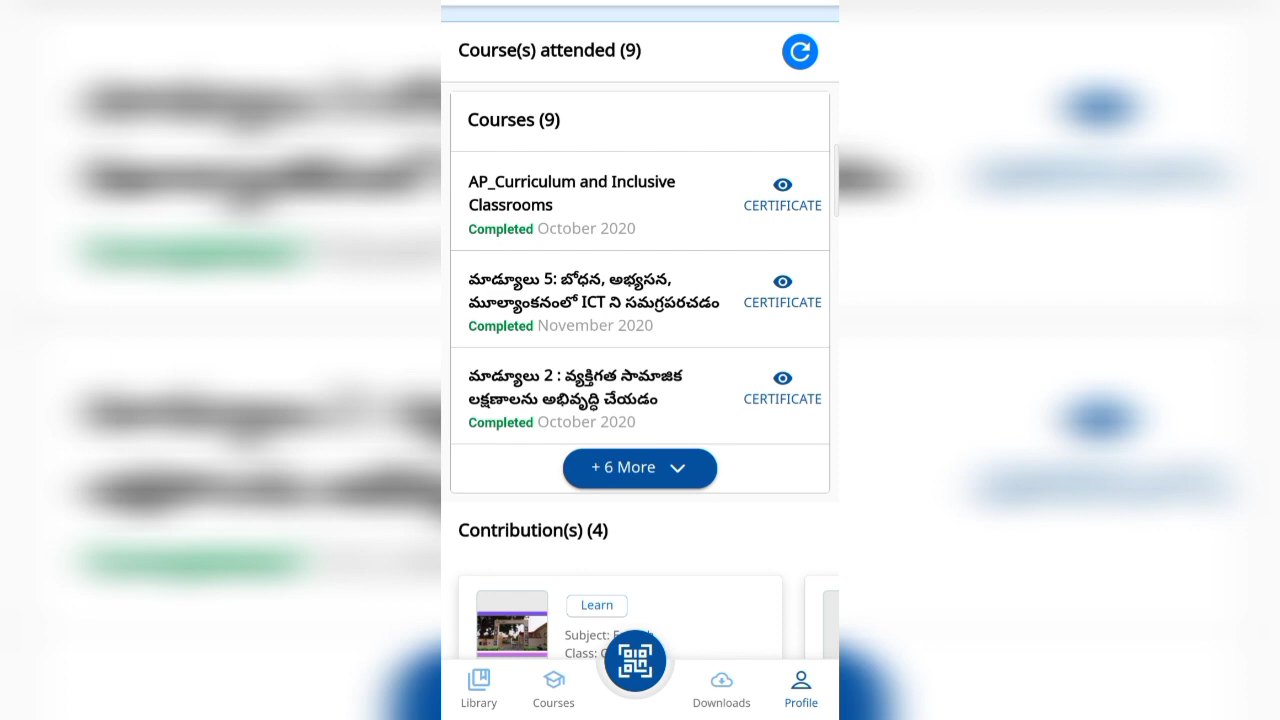 Course(s) attended (9)
Courses (9)
AP_Curriculum and Inclusive
Classrooms
Completed October 2020
CERTIFICATE
మాడ్యూలు 5: బోధన, అభ్యసన,
మూల్యాంకనంలో ICT ని సమగ్రపరచడం
Completed November 2020
CERTIFICATE
మాడ్యూలు 2 : వ్యక్తిగత సామాజిక
లక్షణాలను అభివృద్ధి చేయడం
Completed October 2020
CERTIFICATE
+ 6 More
Contribution(s) (4)
Learn
Subject:
Class:
Library
Courses
Downloads
Profile